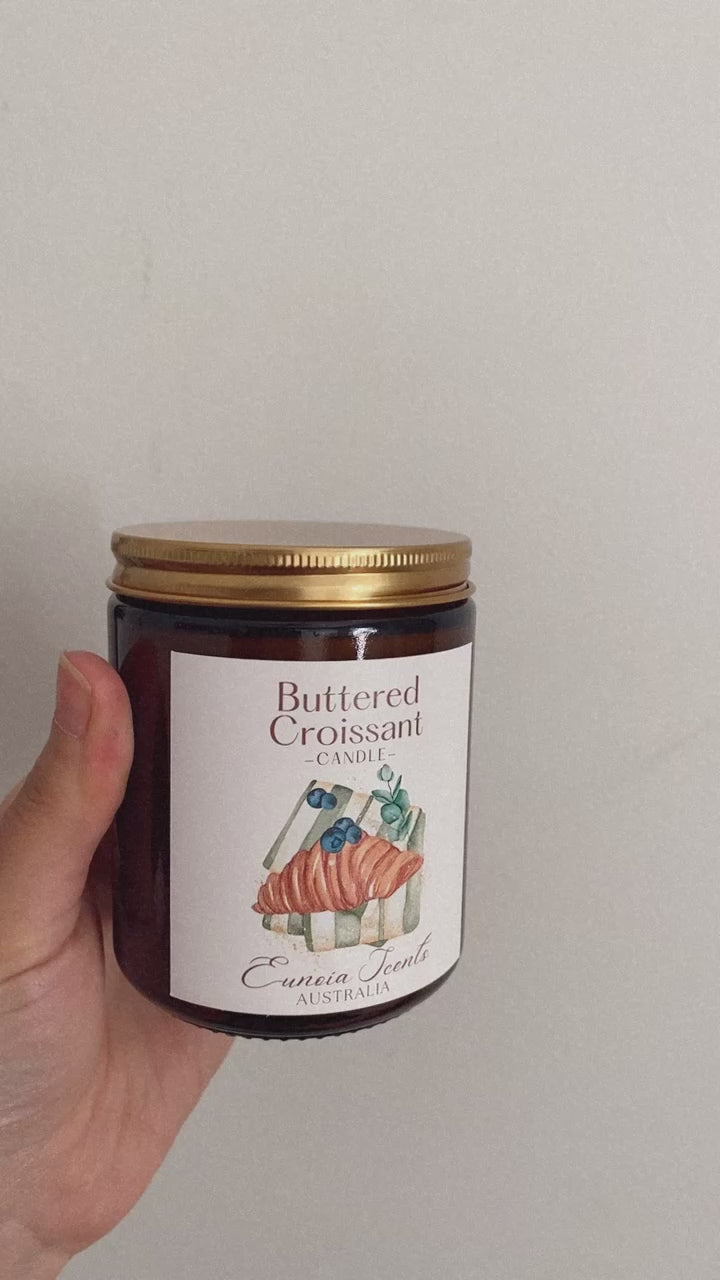 Buttered
Croissant
-CANDLE-
Eunoia Scents
AUSTRALIA